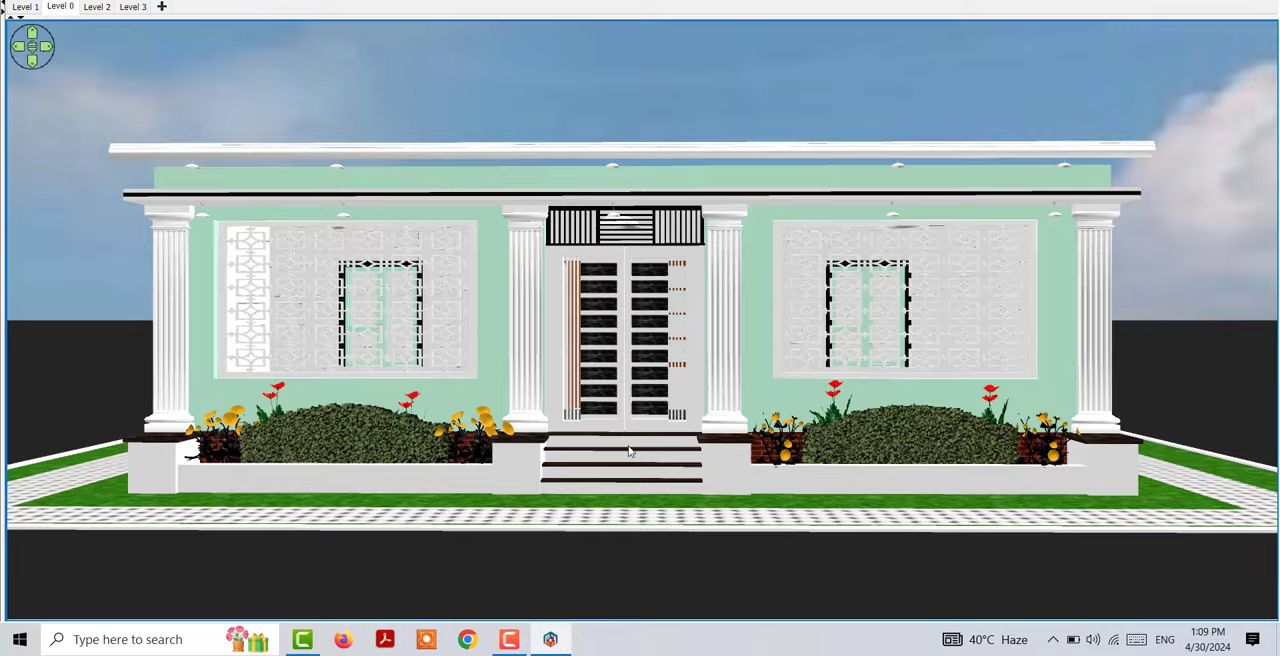 Level 1 Level 0 Level 2 Level 3
Type here to search
40°C Haze
ENG
1:09 PM
4/30/2024